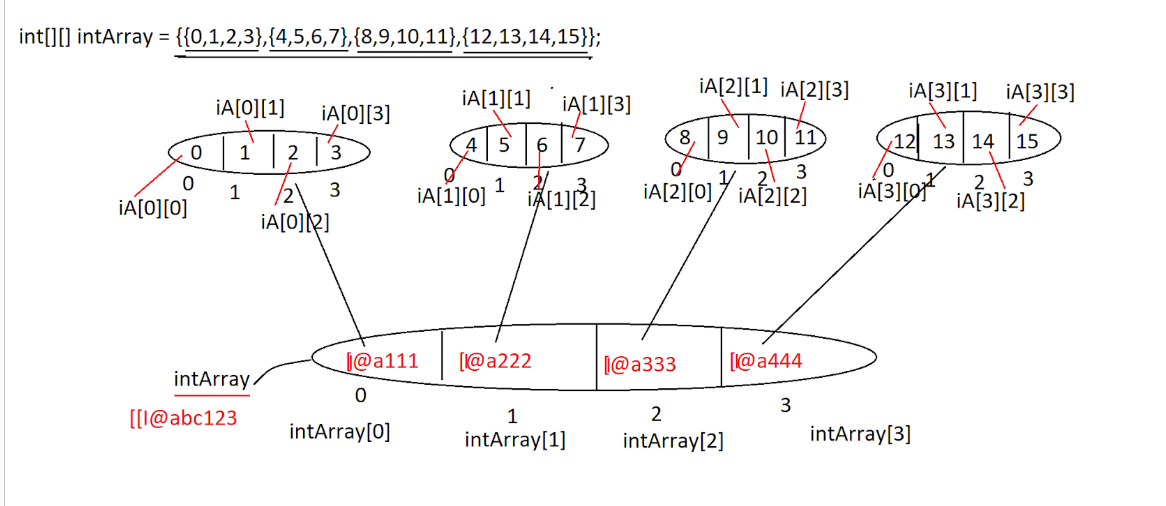 int[][] intArray = {{0,1,2,3},{4,5,6,7},{8,9,10,11},{12,13,14,15}};
iA[0][1] iA[0][3] iA[1][1] iA[1][3] iA[2][1] iA[2][3] iA[3][1] iA[3][3]
0 1 2 3 4 5 6 7 8 9 10 11 12 13 14 15
0 1 2 3 0 1 2 3 0 1 2 3 0 1 2 3
iA[0][0] iA[0][2] iA[1][0] iA[1][2] iA[2][0] iA[2][2] iA[3][0] iA[3][2]
[I@a111 [I@a222 [I@a333 [I@a444
intArray
[[I@abc123
0 1 2 3
intArray[0] intArray[1] intArray[2] intArray[3]